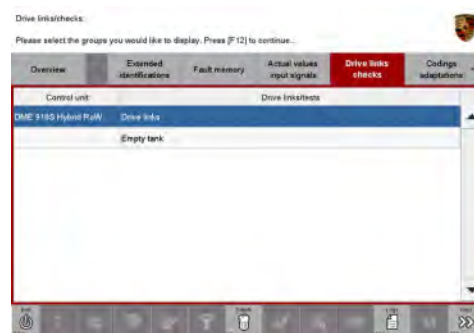 Drive links/checks:
Please select the groups you would like to display. Press [F12] to continue...
Overview
Extended identifications
Fault memory
Actual values input signals
Drive links checks
Codings adaptations
Control unit
Drive links/tests
DME 918S Hybrid RoW
Drive links
Empty tank